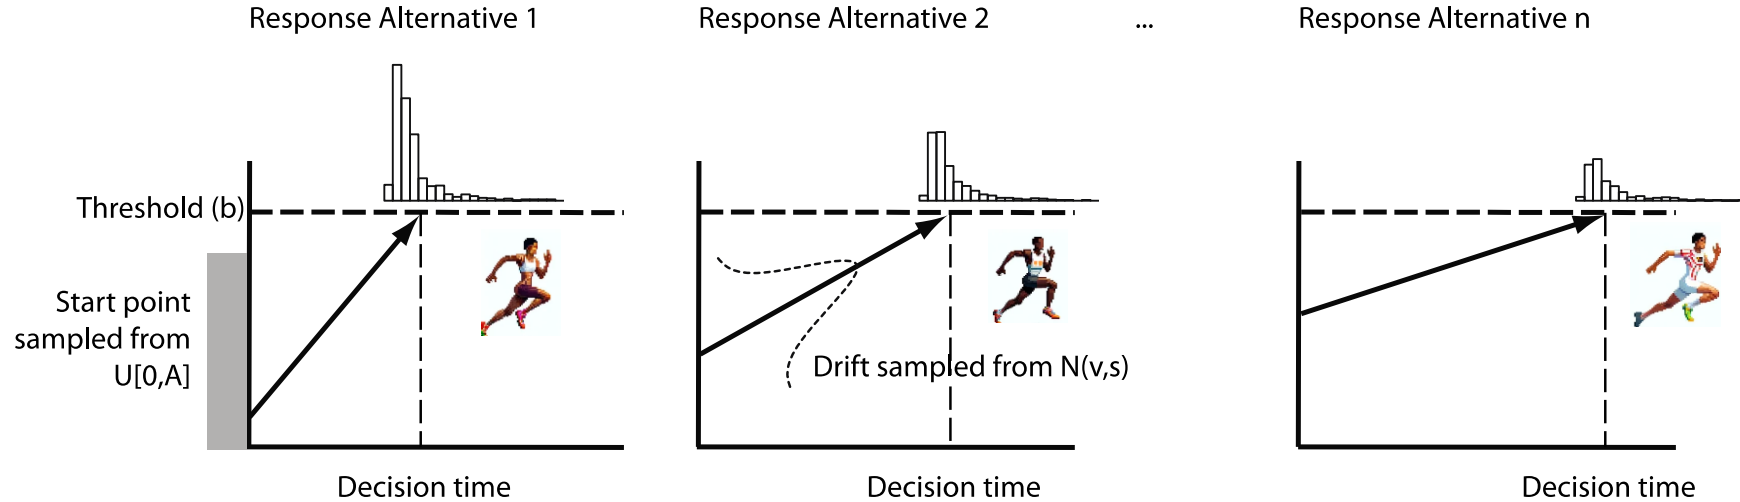 Response Alternative 1
Response Alternative 2
...
Response Alternative n
Threshold (b)
Start point
sampled from
U[0,A]
Drift sampled from N(v,s)
Decision time
Decision time
Decision time